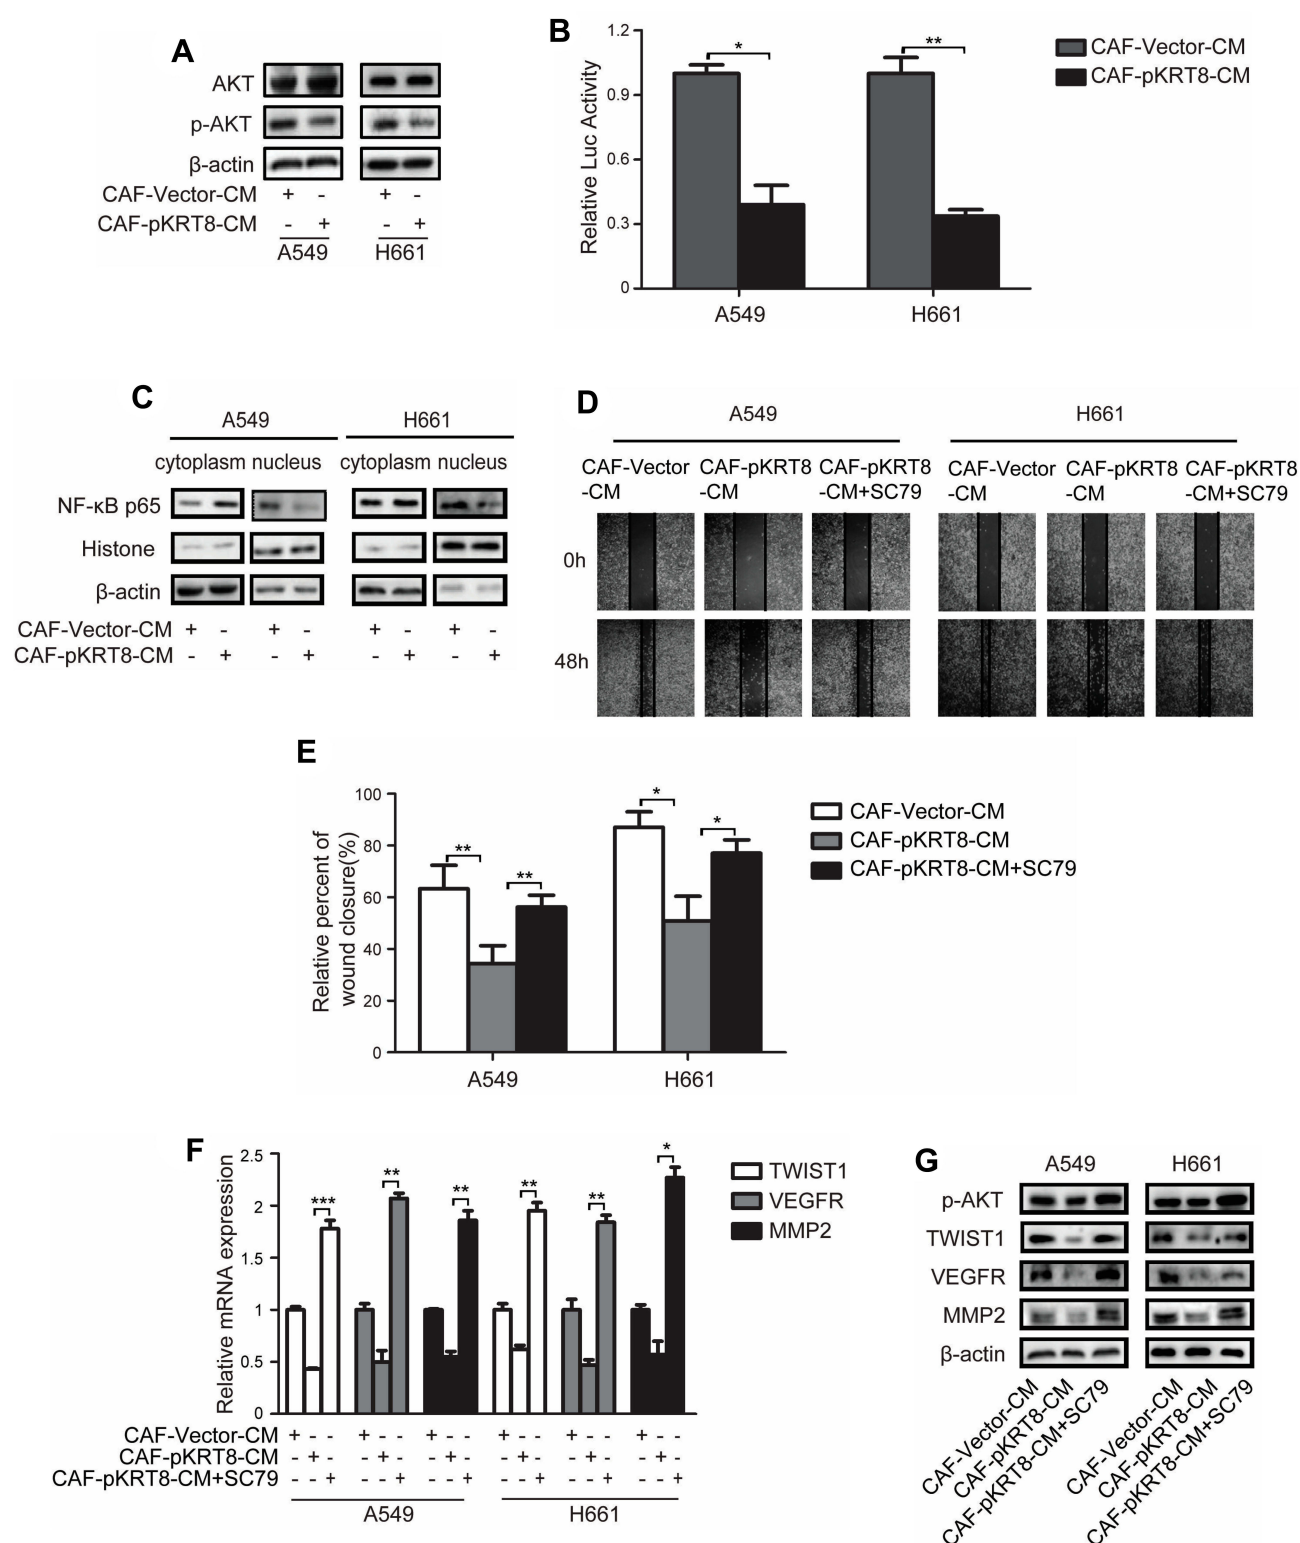 A
AKT
p-AKT
β-actin
CAF-Vector-CM + - + -
CAF-pKRT8-CM - + - +
A549 H661
B
Relative Luc Activity
1.2
0.9
0.6
0.3
0
* **
A549 H661
CAF-Vector-CM
CAF-pKRT8-CM
C
A549 H661
cytoplasm nucleus cytoplasm nucleus
NF-κB p65
Histone
β-actin
CAF-Vector-CM + - + - + - + -
CAF-pKRT8-CM - + - + - + - +
D
A549 H661
CAF-Vector CAF-pKRT8 CAF-pKRT8 CAF-Vector CAF-pKRT8 CAF-pKRT8
-CM -CM -CM+SC79 -CM -CM -CM+SC79
0h
48h
E
Relative percent of
wound closure(%)
100
80
60
40
20
0
** ** * *
A549 H661
CAF-Vector-CM
CAF-pKRT8-CM
CAF-pKRT8-CM+SC79
F
Relative mRNA expression
2.5
2
1.5
1
0.5
0
*** ** ** ** ** *
TWIST1
VEGFR
MMP2
CAF-Vector-CM + - - + - - + - - + - - + - - + - -
CAF-pKRT8-CM - + - - + - - + - - + - - + - - + -
CAF-pKRT8-CM+SC79 - - + - - + - - + - - + - - + - - +
A549 H661
G
A549 H661
p-AKT
TWIST1
VEGFR
MMP2
β-actin
CAF-Vector-CM
CAF-pKRT8-CM
CAF-pKRT8-CM+SC79
CAF-Vector-CM
CAF-pKRT8-CM
CAF-pKRT8-CM+SC79